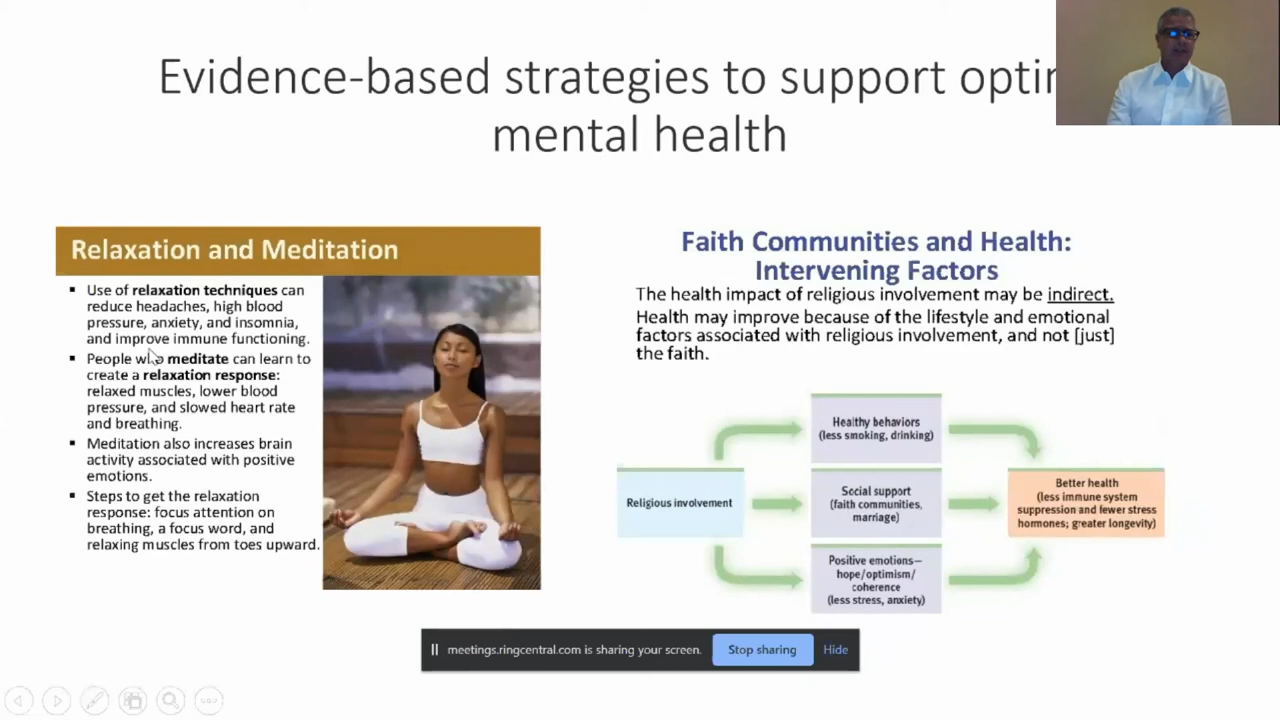 Evidence-based strategies to support optim
mental health
Relaxation and Meditation
▪ Use of relaxation techniques can
reduce headaches, high blood
pressure, anxiety, and insomnia,
and improve immune functioning.
▪ People who meditate can learn to
create a relaxation response:
relaxed muscles, lower blood
pressure, and slowed heart rate
and breathing.
▪ Meditation also increases brain
activity associated with positive
emotions.
▪ Steps to get the relaxation
response: focus attention on
breathing, a focus word, and
relaxing muscles from toes upward.
Faith Communities and Health:
Intervening Factors
The health impact of religious involvement may be indirect.
Health may improve because of the lifestyle and emotional
factors associated with religious involvement, and not [just]
the faith.
Religious involvement
Healthy behaviors
(less smoking, drinking)
Social support
(faith communities,
marriage)
Positive emotions—
hope/optimism/
coherence
(less stress, anxiety)
Better health
(less immune system
suppression and fewer stress
hormones; greater longevity)
meetings.ringcentral.com is sharing your screen.
Stop sharing
Hide